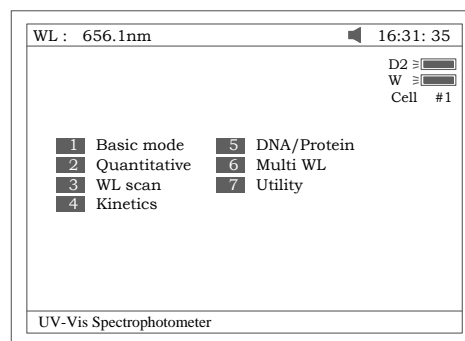 WL : 656.1nm 16:31: 35
D2
W
Cell #1
1 Basic mode 5 DNA/Protein
2 Quantitative 6 Multi WL
3 WL scan 7 Utility
4 Kinetics
UV-Vis Spectrophotometer